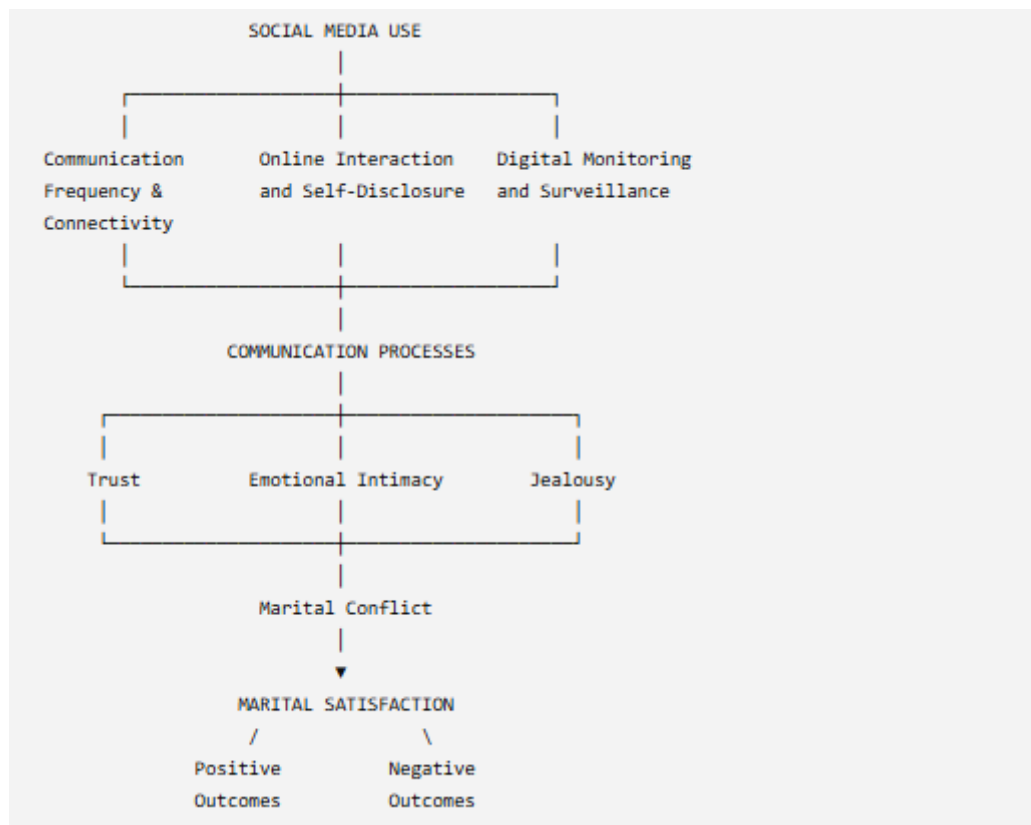 SOCIAL MEDIA USE
Communication Frequency & Connectivity
Online Interaction and Self-Disclosure
Digital Monitoring and Surveillance
COMMUNICATION PROCESSES
Trust
Emotional Intimacy
Jealousy
Marital Conflict
MARITAL SATISFACTION
Positive Outcomes
Negative Outcomes